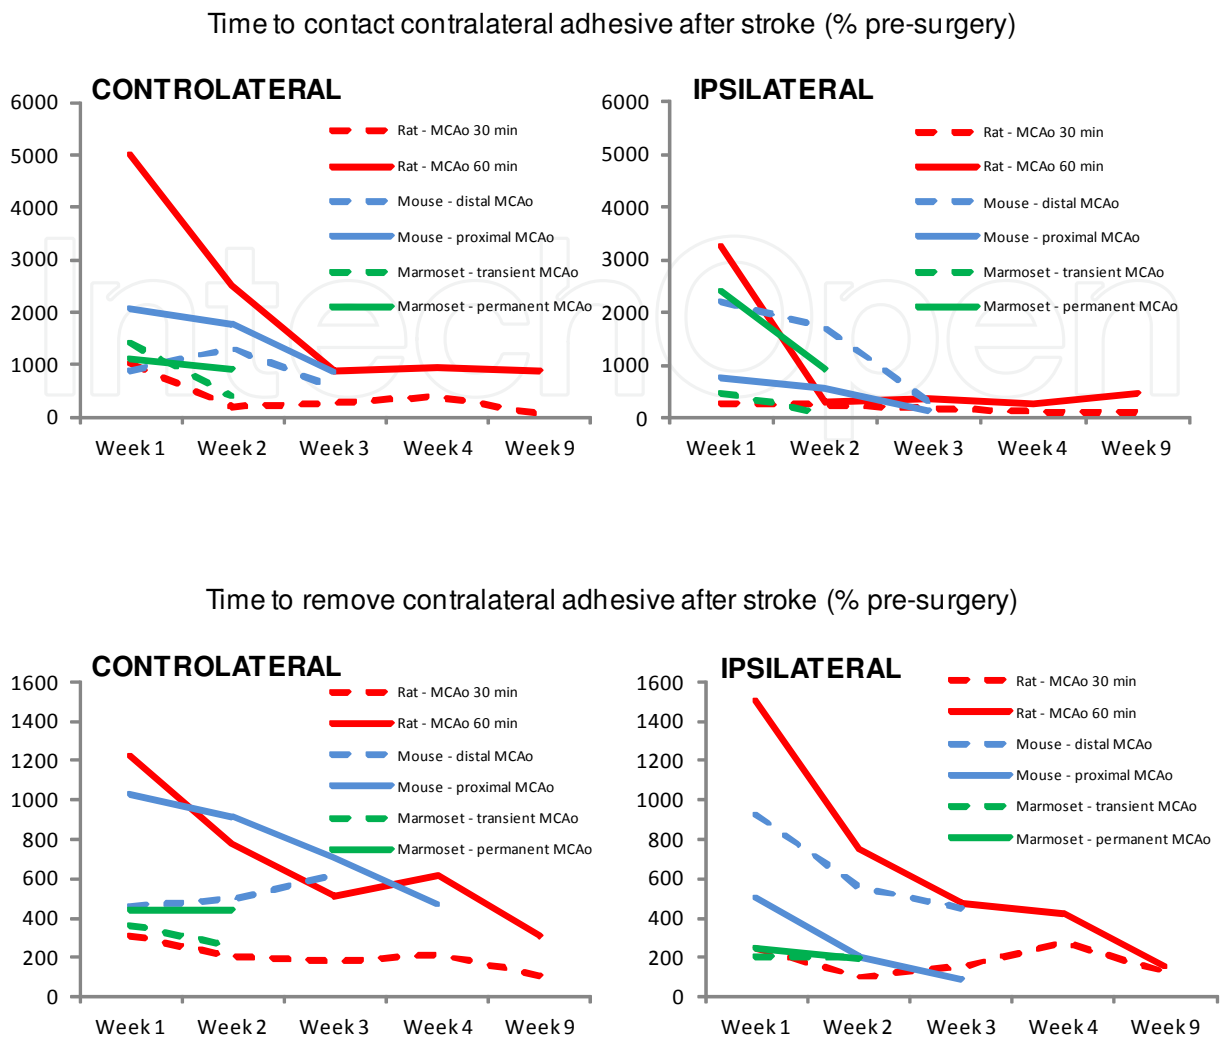 Time to contact contralateral adhesive after stroke (% pre-surgery)
CONTROLATERAL
6000
5000
4000
3000
2000
1000
0
Rat - MCAo 30 min
Rat - MCAo 60 min
Mouse - distal MCAo
Mouse - proximal MCAo
Marmoset - transient MCAo
Marmoset - permanent MCAo
Week 1 Week 2 Week 3 Week 4 Week 9
IPSILATERAL
6000
5000
4000
3000
2000
1000
0
Rat - MCAo 30 min
Rat - MCAo 60 min
Mouse - distal MCAo
Mouse - proximal MCAo
Marmoset - transient MCAo
Marmoset - permanent MCAo
Week 1 Week 2 Week 3 Week 4 Week 9
IntechOpen
Time to remove contralateral adhesive after stroke (% pre-surgery)
CONTROLATERAL
1600
1400
1200
1000
800
600
400
200
0
Rat - MCAo 30 min
Rat - MCAo 60 min
Mouse - distal MCAo
Mouse - proximal MCAo
Marmoset - transient MCAo
Marmoset - permanent MCAo
Week 1 Week 2 Week 3 Week 4 Week 9
IPSILATERAL
1600
1400
1200
1000
800
600
400
200
0
Rat - MCAo 30 min
Rat - MCAo 60 min
Mouse - distal MCAo
Mouse - proximal MCAo
Marmoset - transient MCAo
Marmoset - permanent MCAo
Week 1 Week 2 Week 3 Week 4 Week 9